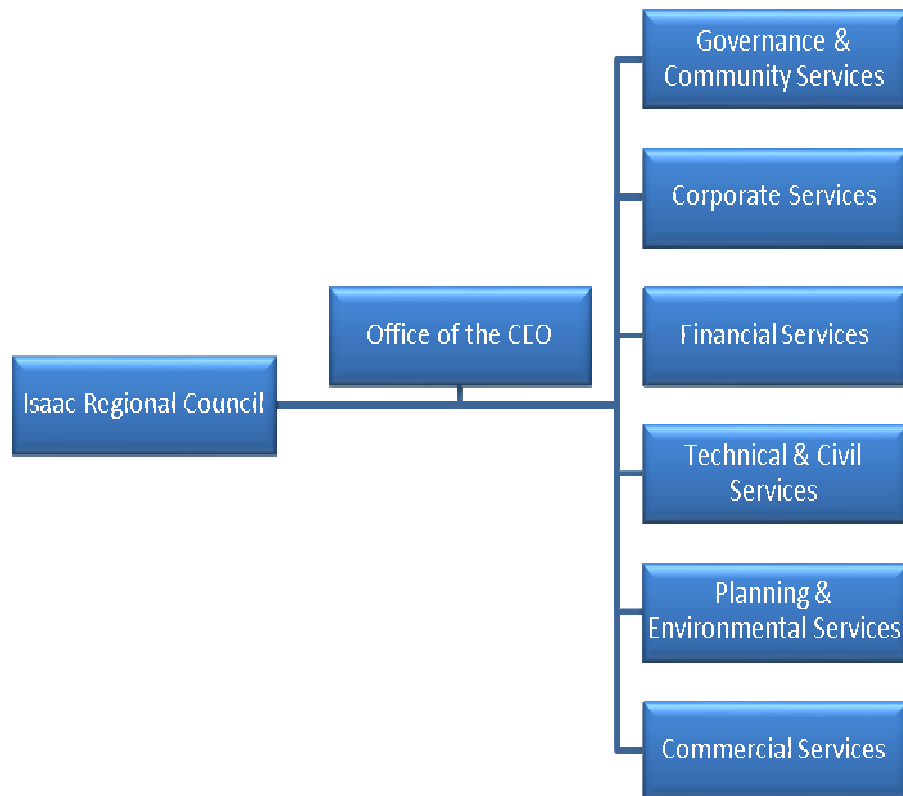 Governance &
Community Services
Corporate Services
Office of the CEO
Financial Services
Isaac Regional Council
Technical & Civil
Services
Planning &
Environmental Services
Commercial Services